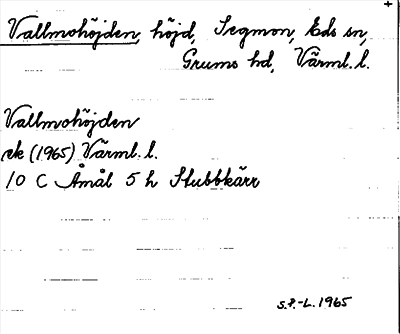 Vallmohöjden, höjd, Segmon, Eds sn,
Grums hd, Värml. l.
Vallmohöjden
ek (1965) Värml. l.
10 C Åmål 5 h Stubbkärr
S.P.-L. 1965